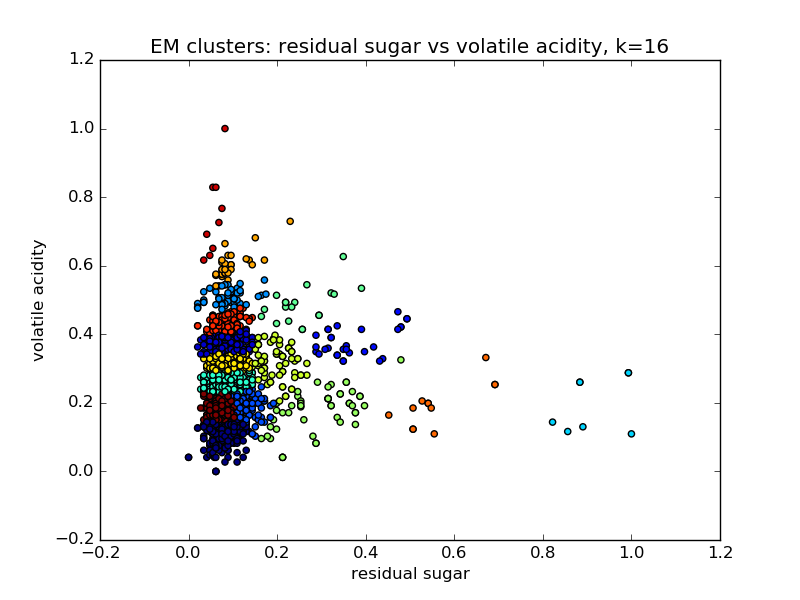 EM clusters: residual sugar vs volatile acidity, k=16
1.2
1.0
0.8
0.6
0.4
0.2
0.0
−0.2
volatile acidity
−0.2 0.0 0.2 0.4 0.6 0.8 1.0 1.2
residual sugar